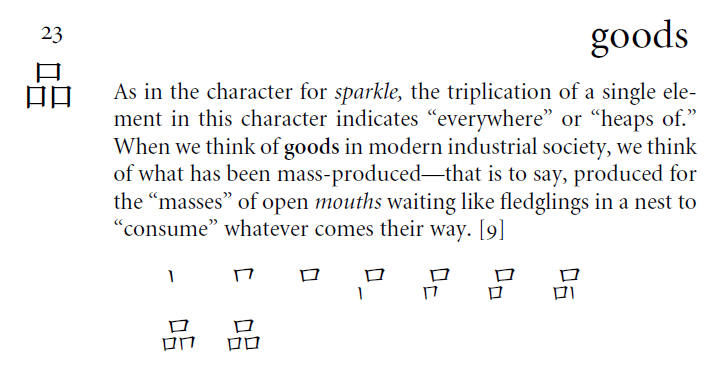 23
goods
品
As in the character for sparkle, the triplication of a single ele-
ment in this character indicates “everywhere” or “heaps of.”
When we think of goods in modern industrial society, we think
of what has been mass-produced—that is to say, produced for
the “masses” of open mouths waiting like fledglings in a nest to
“consume” whatever comes their way. [9]